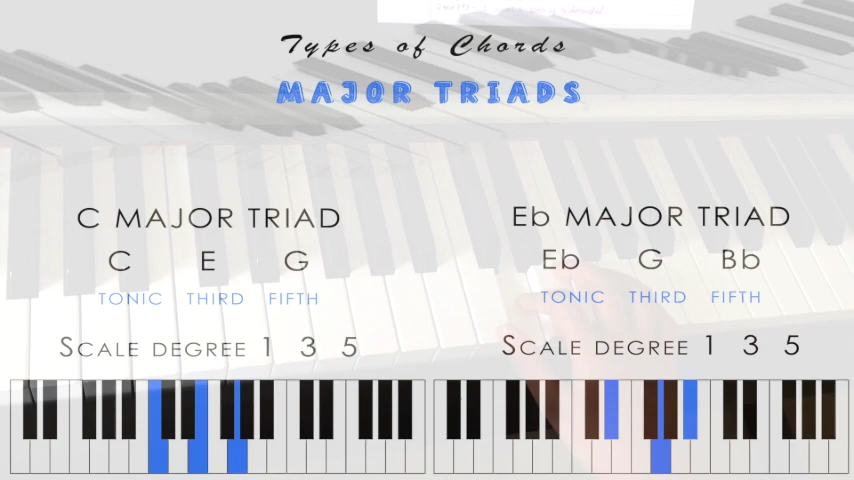 Types of Chords
MAJOR TRIADS
C MAJOR TRIAD
C E G
TONIC THIRD FIFTH
SCALE DEGREE 1 3 5
Eb MAJOR TRIAD
Eb G Bb
TONIC THIRD FIFTH
SCALE DEGREE 1 3 5